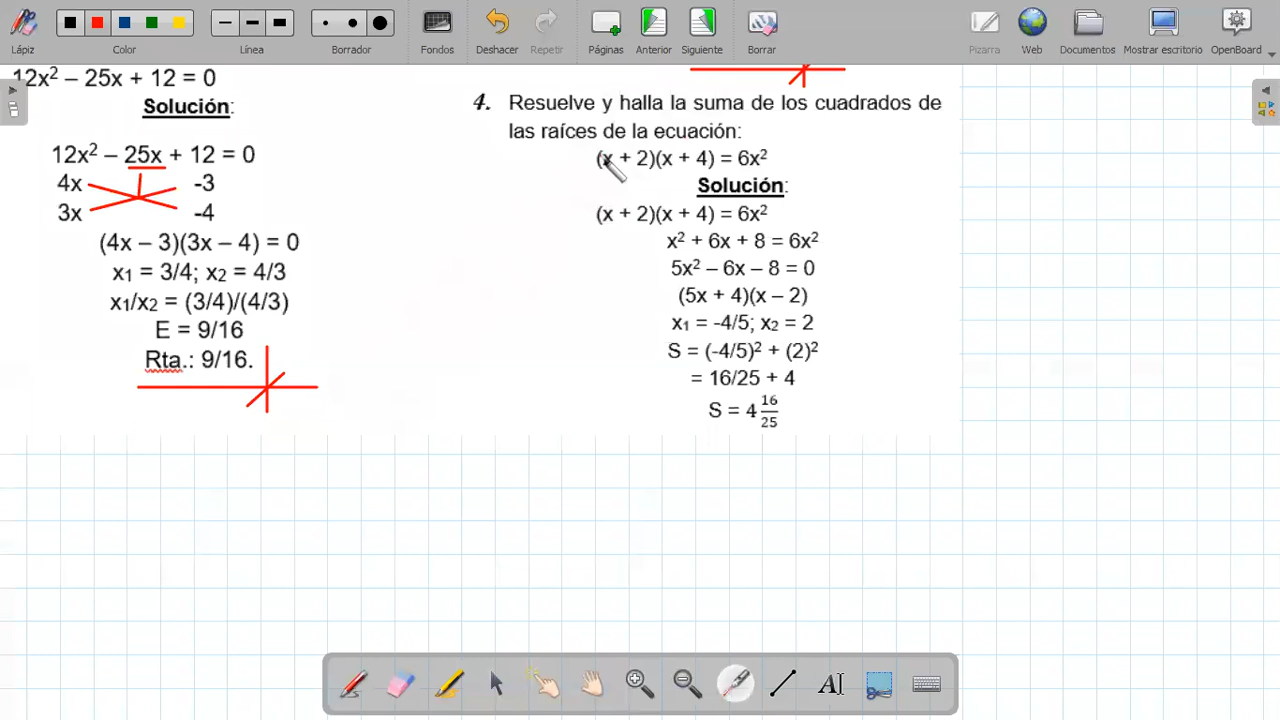 Lápiz
Color
Línea
Borrador
Fondos
Deshacer
Repetir
Páginas
Anterior
Siguiente
Borrar
Pizarra
Web
Documentos
Mostrar escritorio
OpenBoard
12x² – 25x + 12 = 0
Solución:
12x² – 25x + 12 = 0
4x -3
3x -4
(4x – 3)(3x – 4) = 0
x₁ = 3/4; x₂ = 4/3
x₁/x₂ = (3/4)/(4/3)
E = 9/16
Rta.: 9/16.
4. Resuelve y halla la suma de los cuadrados de
las raíces de la ecuación:
(x + 2)(x + 4) = 6x²
Solución:
(x + 2)(x + 4) = 6x²
x² + 6x + 8 = 6x²
5x² – 6x – 8 = 0
(5x + 4)(x – 2)
x₁ = -4/5; x₂ = 2
S = (-4/5)² + (2)²
= 16/25 + 4
S = 4 16/25
AI